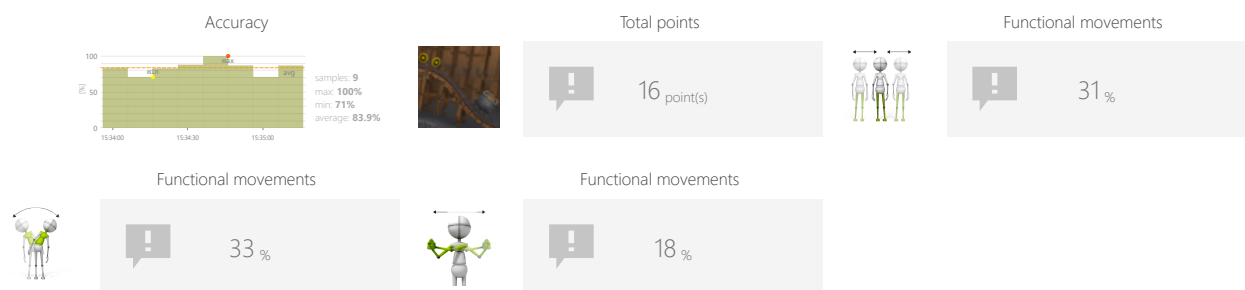 Accuracy
100
50
0
[%]
min
max
avg
15:34:00
15:34:30
15:35:00
samples: 9
max: 100%
min: 71%
average: 83.9%
Total points
16 point(s)
Functional movements
31 %
Functional movements
33 %
Functional movements
18 %